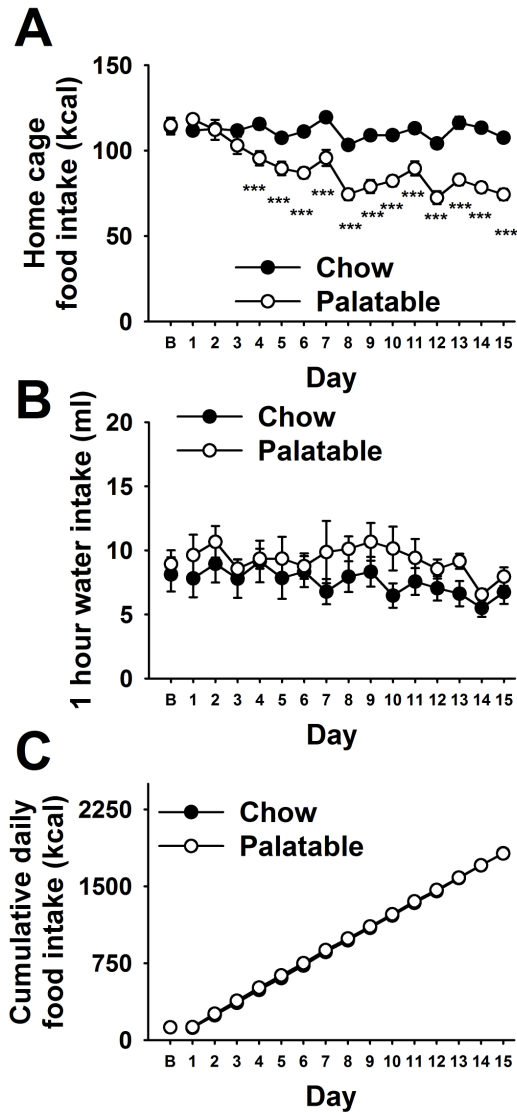 A
Home cage
food intake (kcal)
150
100
50
0
***
***
***
***
***
***
***
***
***
***
***
***
Chow
Palatable
B 1 2 3 4 5 6 7 8 9 10 11 12 13 14 15
Day
B
1 hour water intake (ml)
20
15
10
5
0
Chow
Palatable
B 1 2 3 4 5 6 7 8 9 10 11 12 13 14 15
Day
C
Cumulative daily
food intake (kcal)
2250
1500
750
0
Chow
Palatable
B 1 2 3 4 5 6 7 8 9 10 11 12 13 14 15
Day